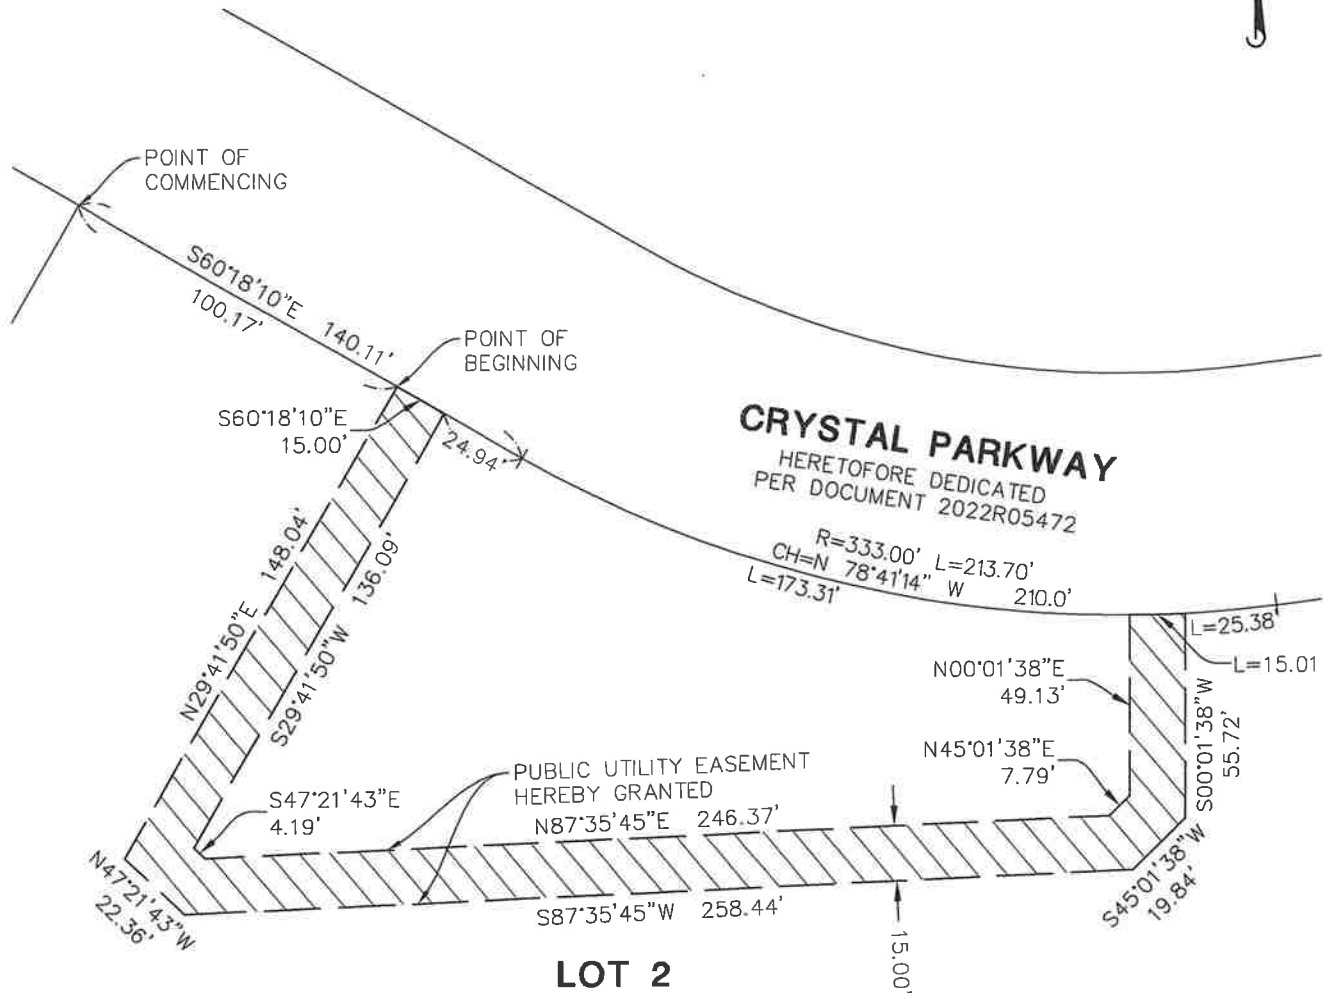 POINT OF
COMMENCING
S60°18'10"E
140.11'
100.17'
POINT OF
BEGINNING
S60°18'10"E
15.00'
24.94'
CRYSTAL PARKWAY
HERETOFORE DEDICATED
PER DOCUMENT 2022R05472
R=333.00' L=213.70'
CH=N 78°41'14" W 210.0'
L=173.31'
L=25.38'
L=15.01
N29°41'50"E 148.04'
S29°41'50"W 136.09'
N00°01'38"E
49.13'
S00°01'38"W
55.72'
N45°01'38"E
7.79'
PUBLIC UTILITY EASEMENT
HEREBY GRANTED
S47°21'43"E
4.19'
N87°35'45"E 246.37'
N47°21'43"W
22.36'
S87°35'45"W 258.44'
S45°01'38"W
19.84'
15.00'
LOT 2